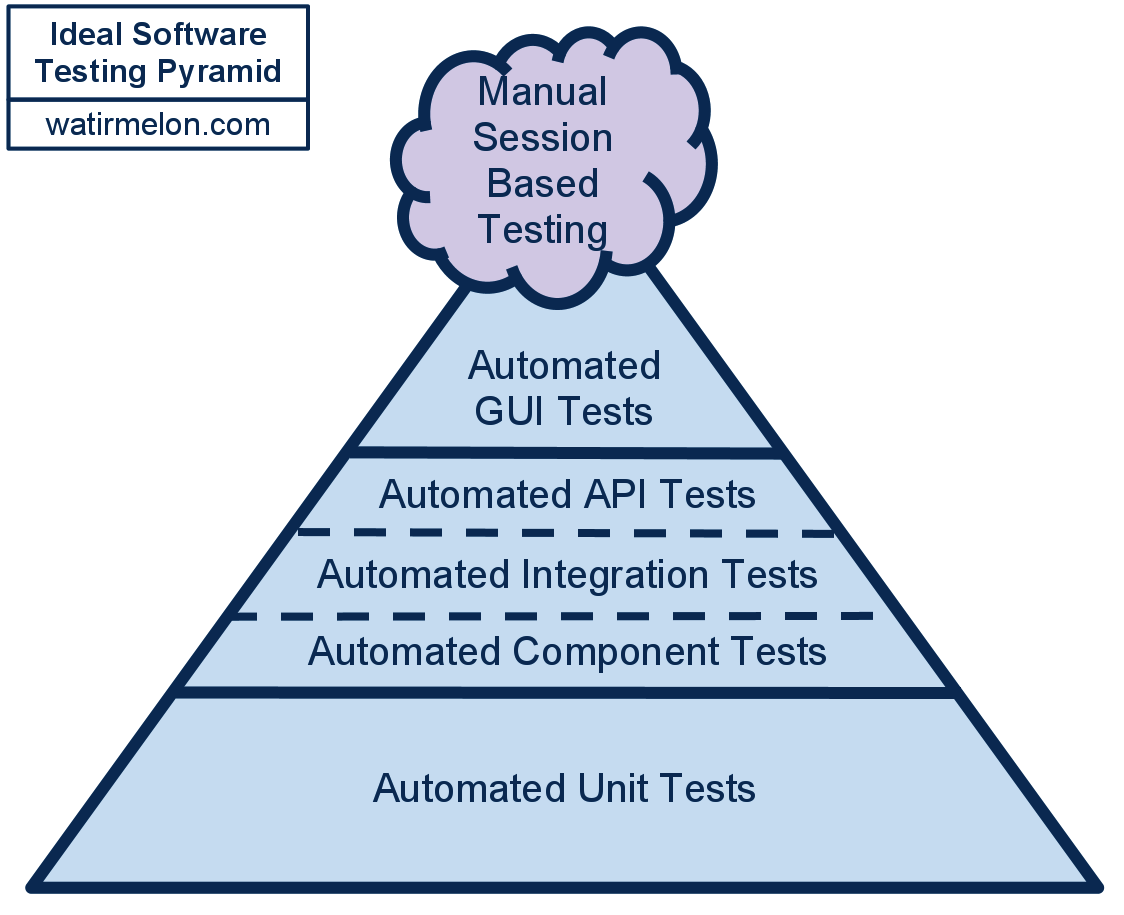 Ideal Software
Testing Pyramid
watirmelon.com
Manual
Session
Based
Testing
Automated
GUI Tests
Automated API Tests
Automated Integration Tests
Automated Component Tests
Automated Unit Tests